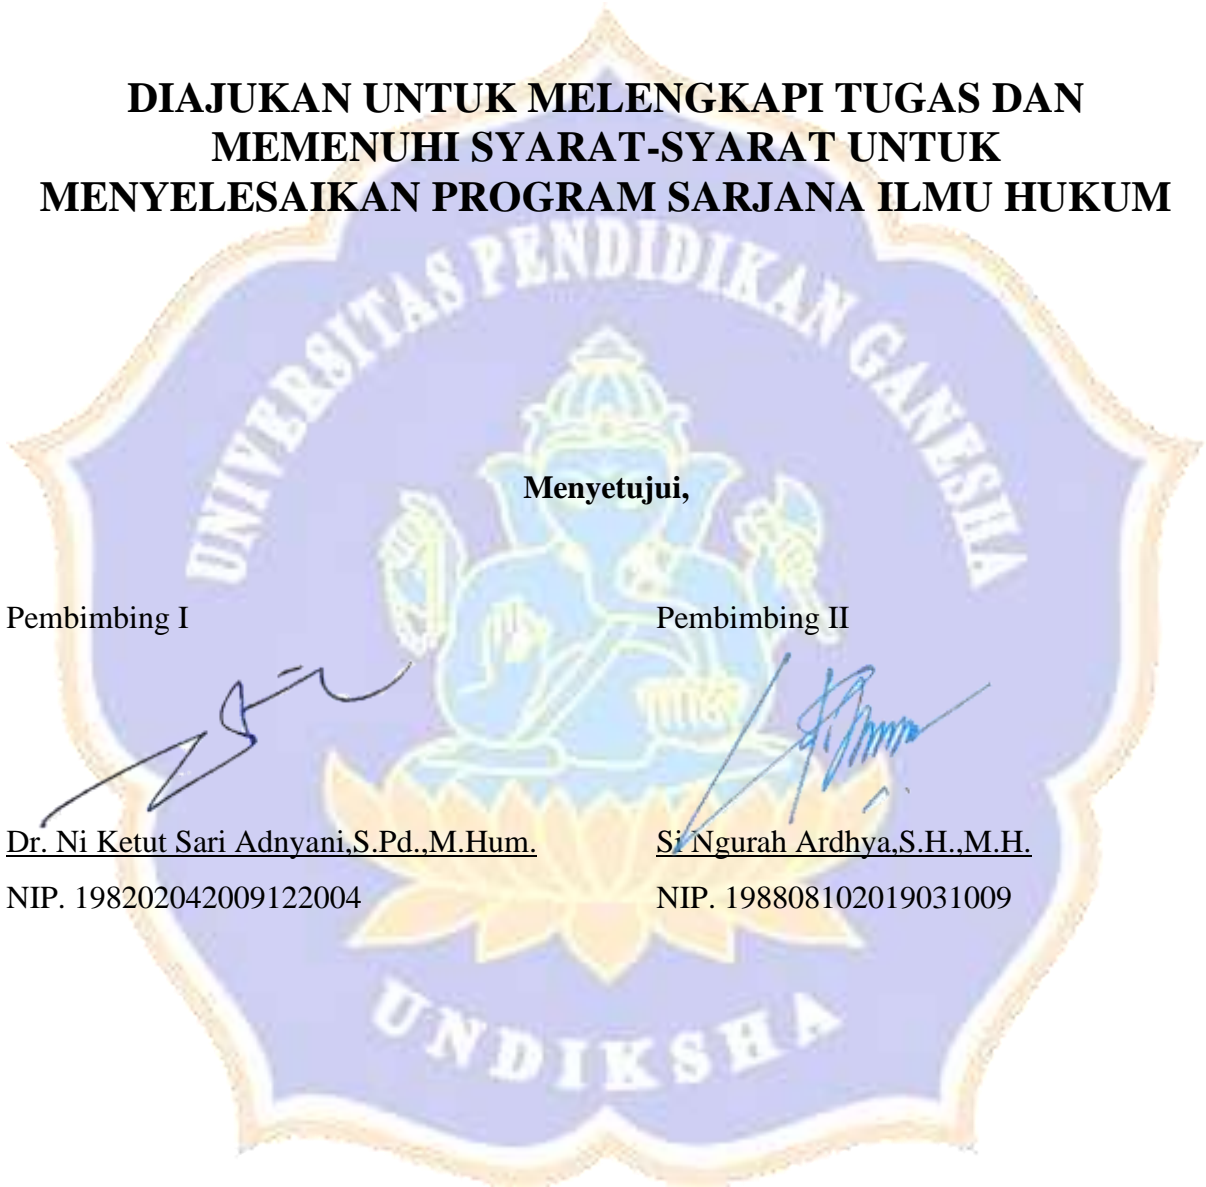 DIAJUKAN UNTUK MELENGKAPI TUGAS DAN
MEMENUHI SYARAT-SYARAT UNTUK
MENYELESAIKAN PROGRAM SARJANA ILMU HUKUM
UNIVERSITAS PENDIDIKAN GANESHA
Menyetujui,
Pembimbing I
Pembimbing II
Dr. Ni Ketut Sari Adnyani,S.Pd.,M.Hum.
Si Ngurah Ardhya,S.H.,M.H.
NIP. 198202042009122004
NIP. 198808102019031009
UNDIKSHA